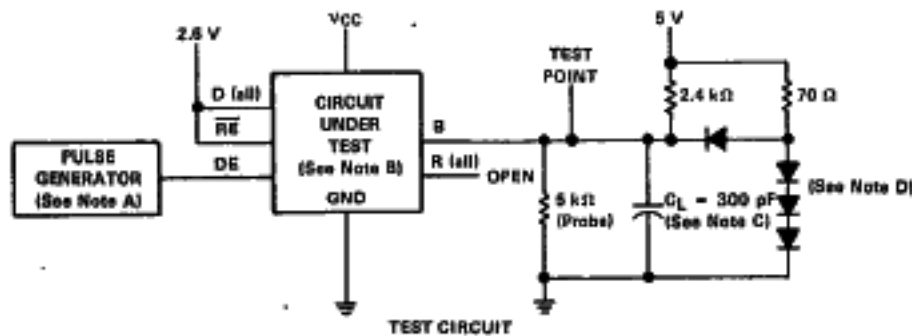 VCC
5 V
2.6 V
TEST
POINT
2.4 kΩ
70 Ω
D (all)
RE
DE
CIRCUIT
UNDER
TEST
(See Note B)
GND
B
R (all)
OPEN
PULSE
GENERATOR
(See Note A)
5 kΩ
(Probe)
CL = 300 pF
(See Note C)
(See Note D)
TEST CIRCUIT